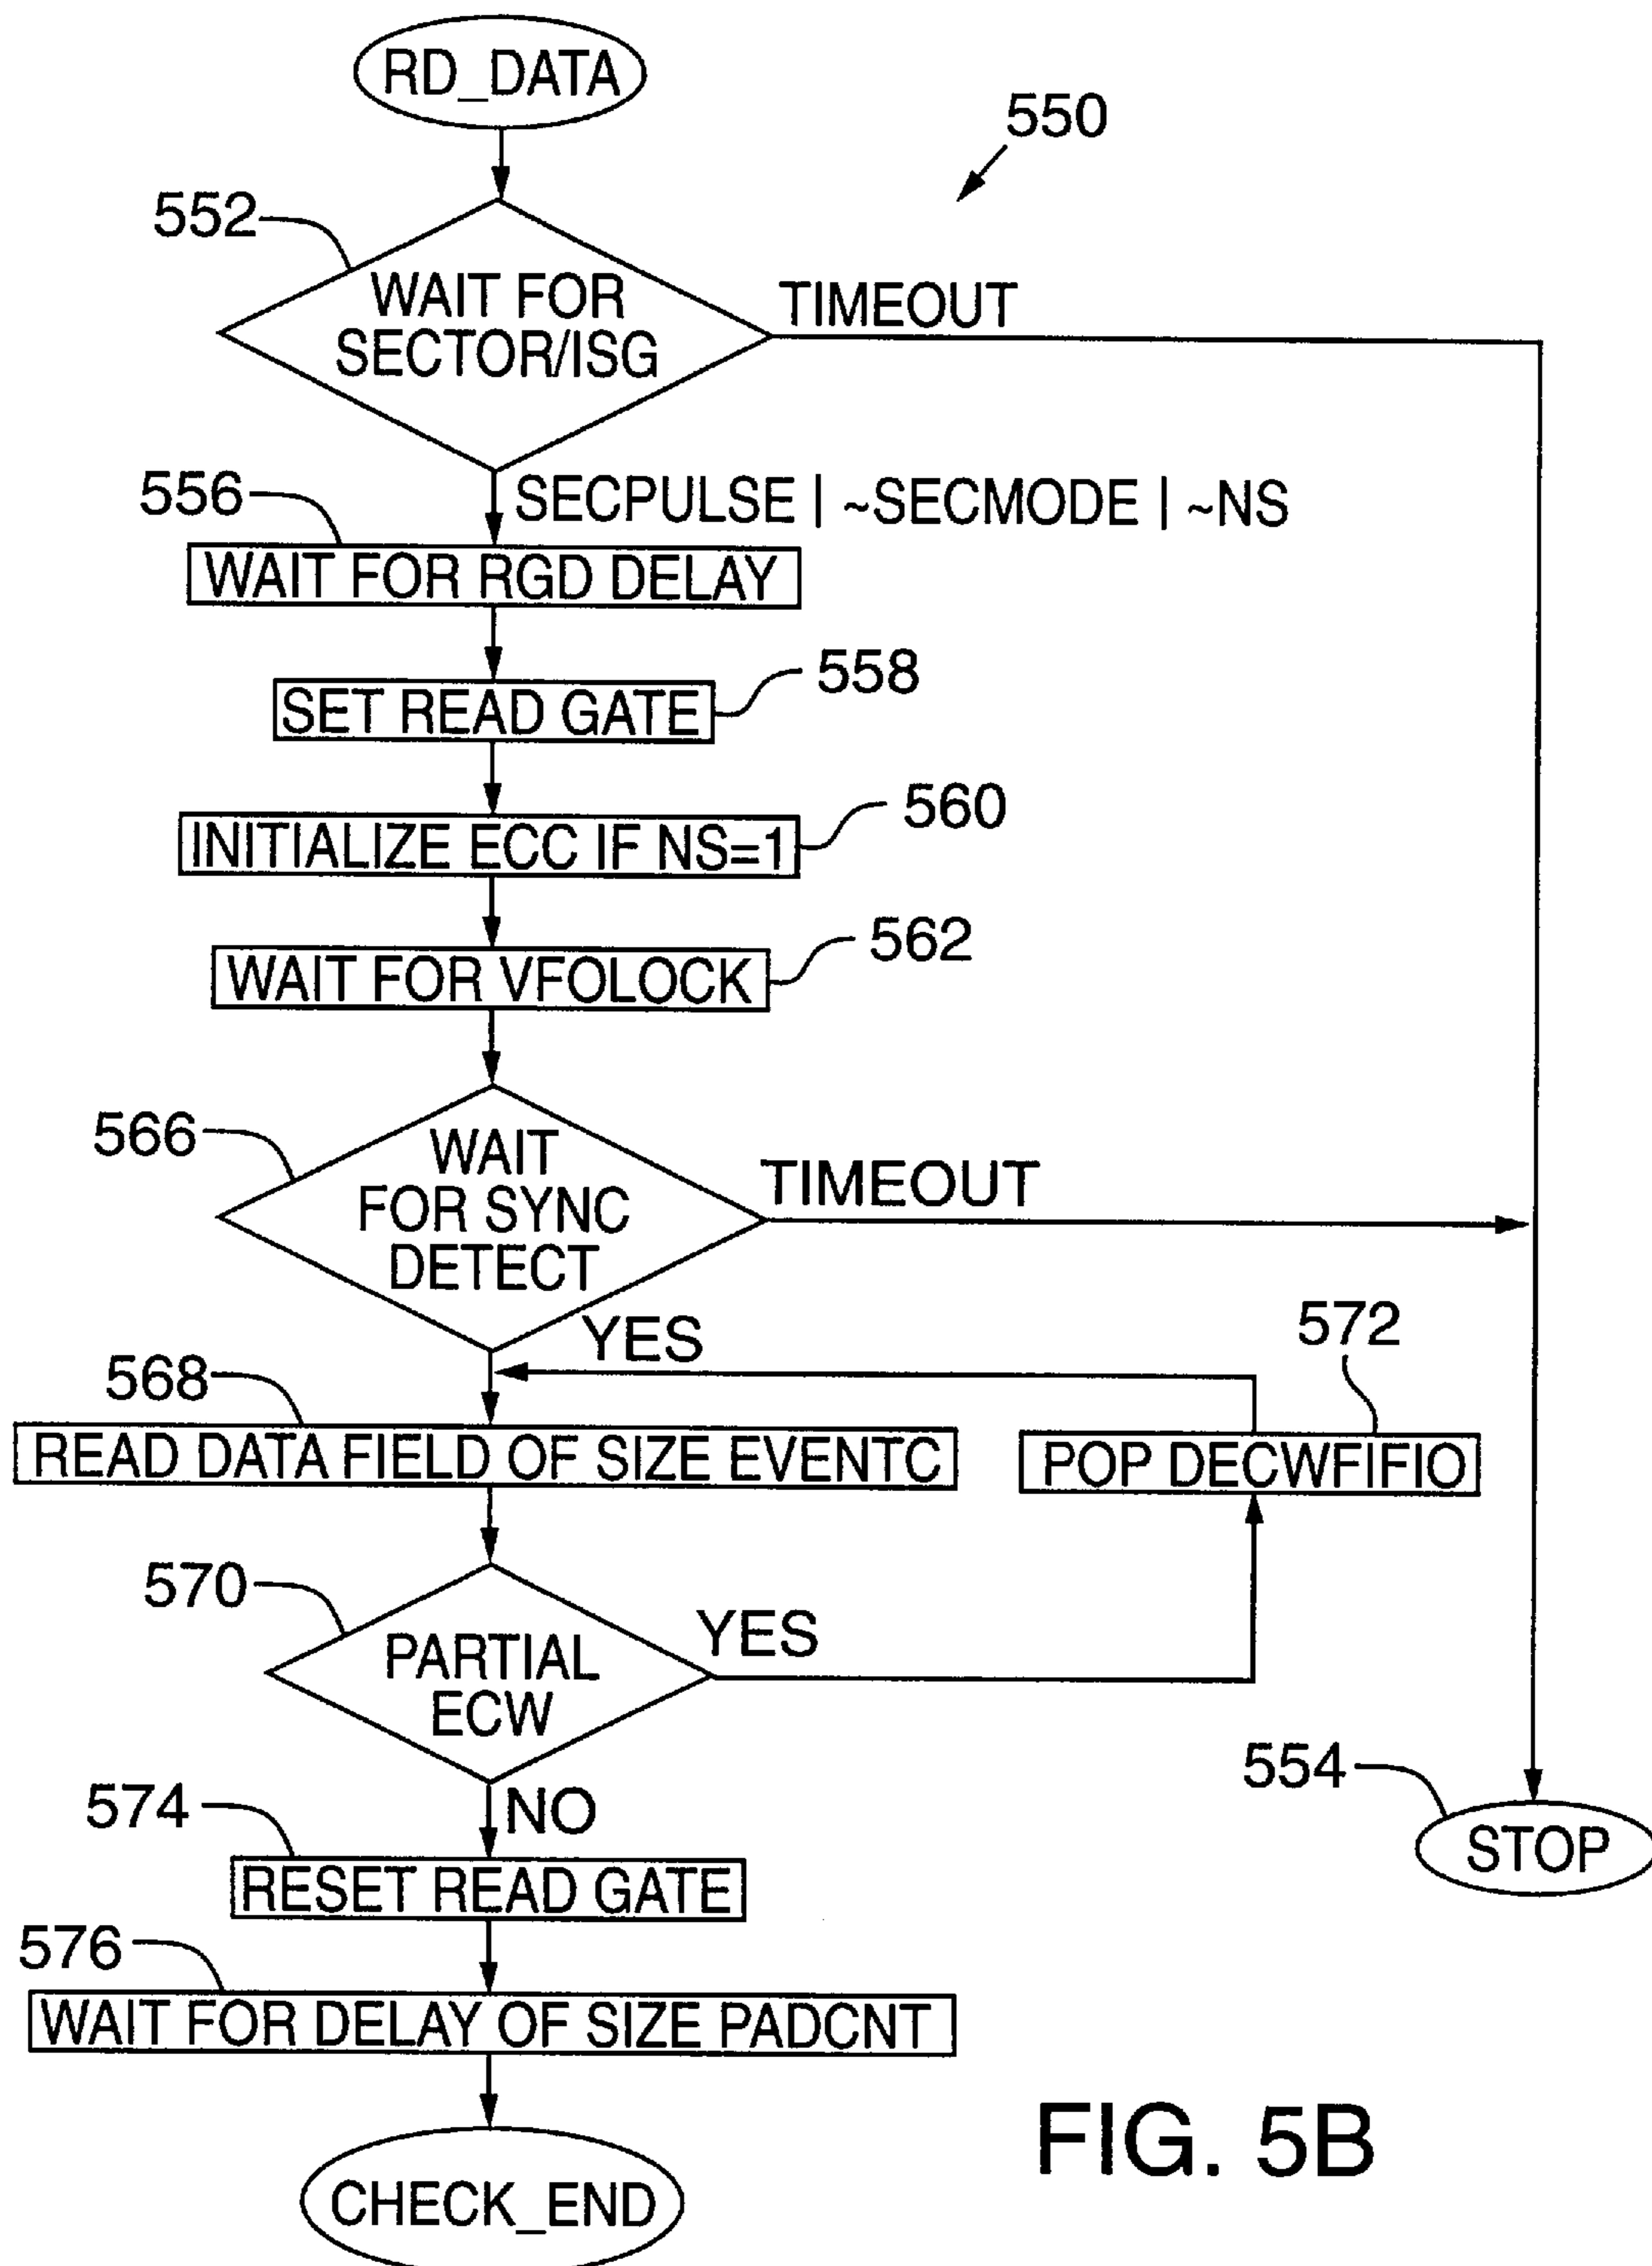 RD_DATA
550
552
WAIT FOR
SECTOR/ISG
TIMEOUT
556
SECPULSE | ~SECMODE | ~NS
WAIT FOR RGD DELAY
558
SET READ GATE
560
INITIALIZE ECC IF NS=1
562
WAIT FOR VFOLOCK
566
WAIT
FOR SYNC
DETECT
TIMEOUT
YES
572
568
READ DATA FIELD OF SIZE EVENTC
POP DECWFIFIO
570
PARTIAL
ECW
YES
554
STOP
574
NO
RESET READ GATE
576
WAIT FOR DELAY OF SIZE PADCNT
CHECK_END
FIG. 5B